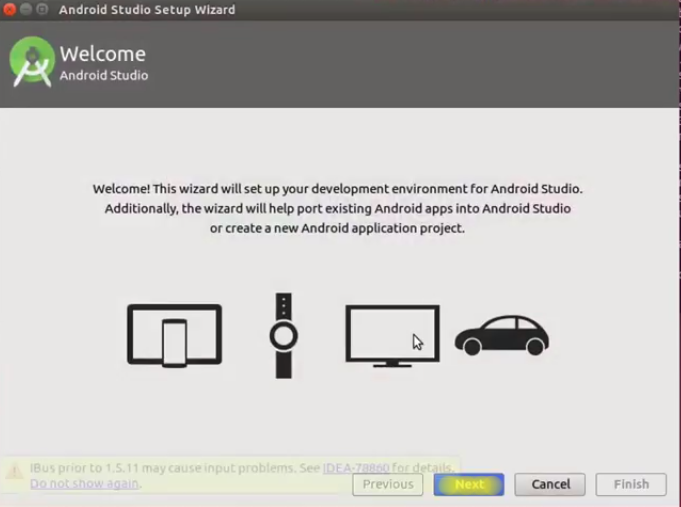 Android Studio Setup Wizard
Welcome
Android Studio
Welcome! This wizard will set up your development environment for Android Studio.
Additionally, the wizard will help port existing Android apps into Android Studio
or create a new Android application project.
IBus prior to 1.5.11 may cause input problems. See IDEA-78860 for details.
Do not show again.
Previous Next Cancel Finish